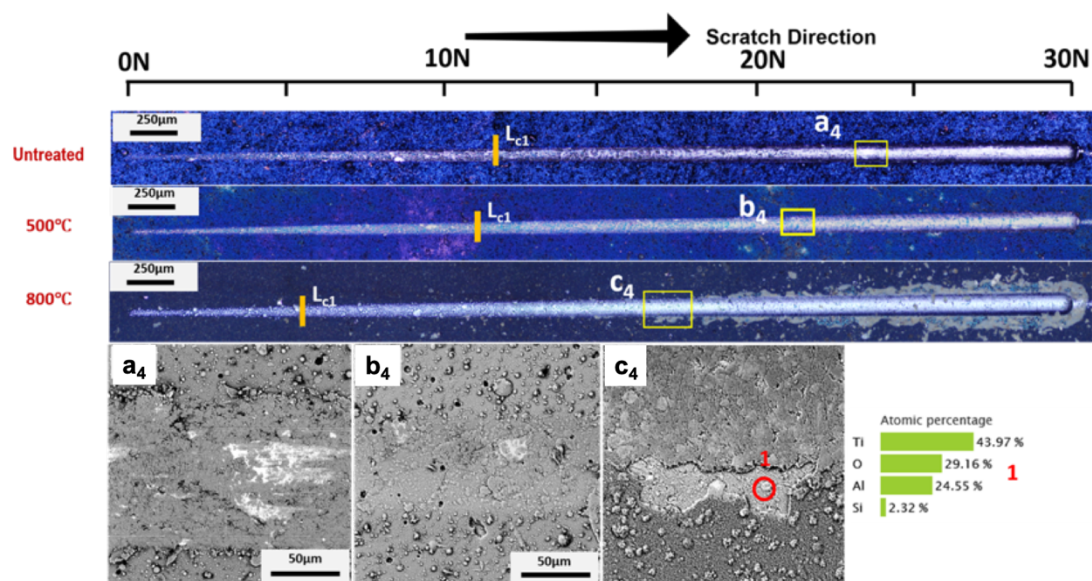 Scratch Direction
0N 10N 20N 30N
250μm
Untreated
Lc1
a4
250μm
500℃
Lc1
b4
250μm
800℃
Lc1
c4
a4
b4
c4
50μm
50μm
1
Atomic percentage
Ti 43.97 %
O 29.16 %
Al 24.55 %
Si 2.32 %
1